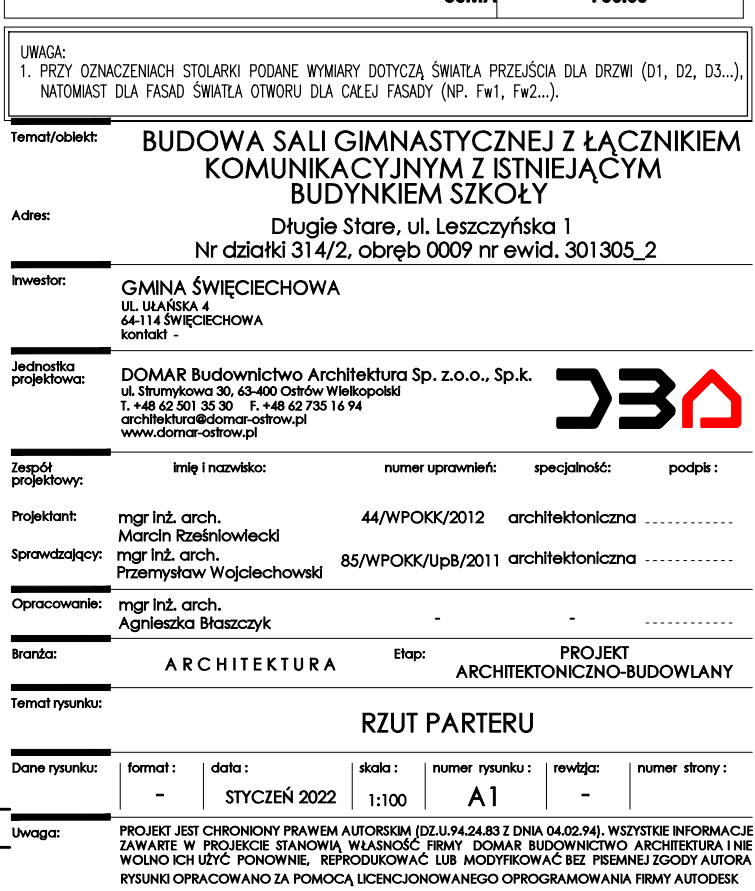 UWAGA:
1. PRZY OZNACZENIACH STOLARKI PODANE WYMIARY DOTYCZĄ ŚWIATŁA PRZEJŚCIA DLA DRZWI (D1, D2, D3...),
NATOMIAST DLA FASAD ŚWIATŁA OTWORU DLA CAŁEJ FASADY (NP. Fw1, Fw2...).
Temat/obiekt:
BUDOWA SALI GIMNASTYCZNEJ Z ŁĄCZNIKIEM
KOMUNIKACYJNYM Z ISTNIEJĄCYM
BUDYNKIEM SZKOŁY
Adres:
Długie Stare, ul. Leszczyńska 1
Nr działki 314/2, obręb 0009 nr ewid. 301305_2
Inwestor:
GMINA ŚWIĘCIECHOWA
UL. UŁAŃSKA 4
64-114 ŚWIĘCIECHOWA
kontakt -
Jednostka
projektowa:
DOMAR Budownictwo Architektura Sp. z.o.o., Sp.k.
ul. Strumykowa 30, 63-400 Ostrów Wielkopolski
T. +48 62 501 35 30 F. +48 62 735 16 94
architektura@domar-ostrow.pl
www.domar-ostrow.pl
DBA
Zespół
projektowy:
imię i nazwisko: numer uprawnień: specjalność: podpis :
Projektant: mgr inż. arch. 44/WPOKK/2012 architektoniczna
Marcin Rześniowiecki
Sprawdzający: mgr inż. arch. 85/WPOKK/UpB/2011 architektoniczna
Przemysław Wojciechowski
Opracowanie: mgr inż. arch.
Agnieszka Błaszczyk - -
Branża: ARCHITEKTURA Etap: PROJEKT
ARCHITEKTONICZNO-BUDOWLANY
Temat rysunku:
RZUT PARTERU
Dane rysunku: format : data : skala : numer rysunku : rewizja: numer strony :
- STYCZEŃ 2022 1:100 A1 -
Uwaga:
PROJEKT JEST CHRONIONY PRAWEM AUTORSKIM (DZ.U.94.24.83 Z DNIA 04.02.94). WSZYSTKIE INFORMACJE
ZAWARTE W PROJEKCIE STANOWIĄ WŁASNOŚĆ FIRMY DOMAR BUDOWNICTWO ARCHITEKTURA I NIE
WOLNO ICH UŻYĆ PONOWNIE, REPRODUKOWAĆ LUB MODYFIKOWAĆ BEZ PISEMNEJ ZGODY AUTORA
RYSUNKI OPRACOWANO ZA POMOCĄ LICENCJONOWANEGO OPROGRAMOWANIA FIRMY AUTODESK